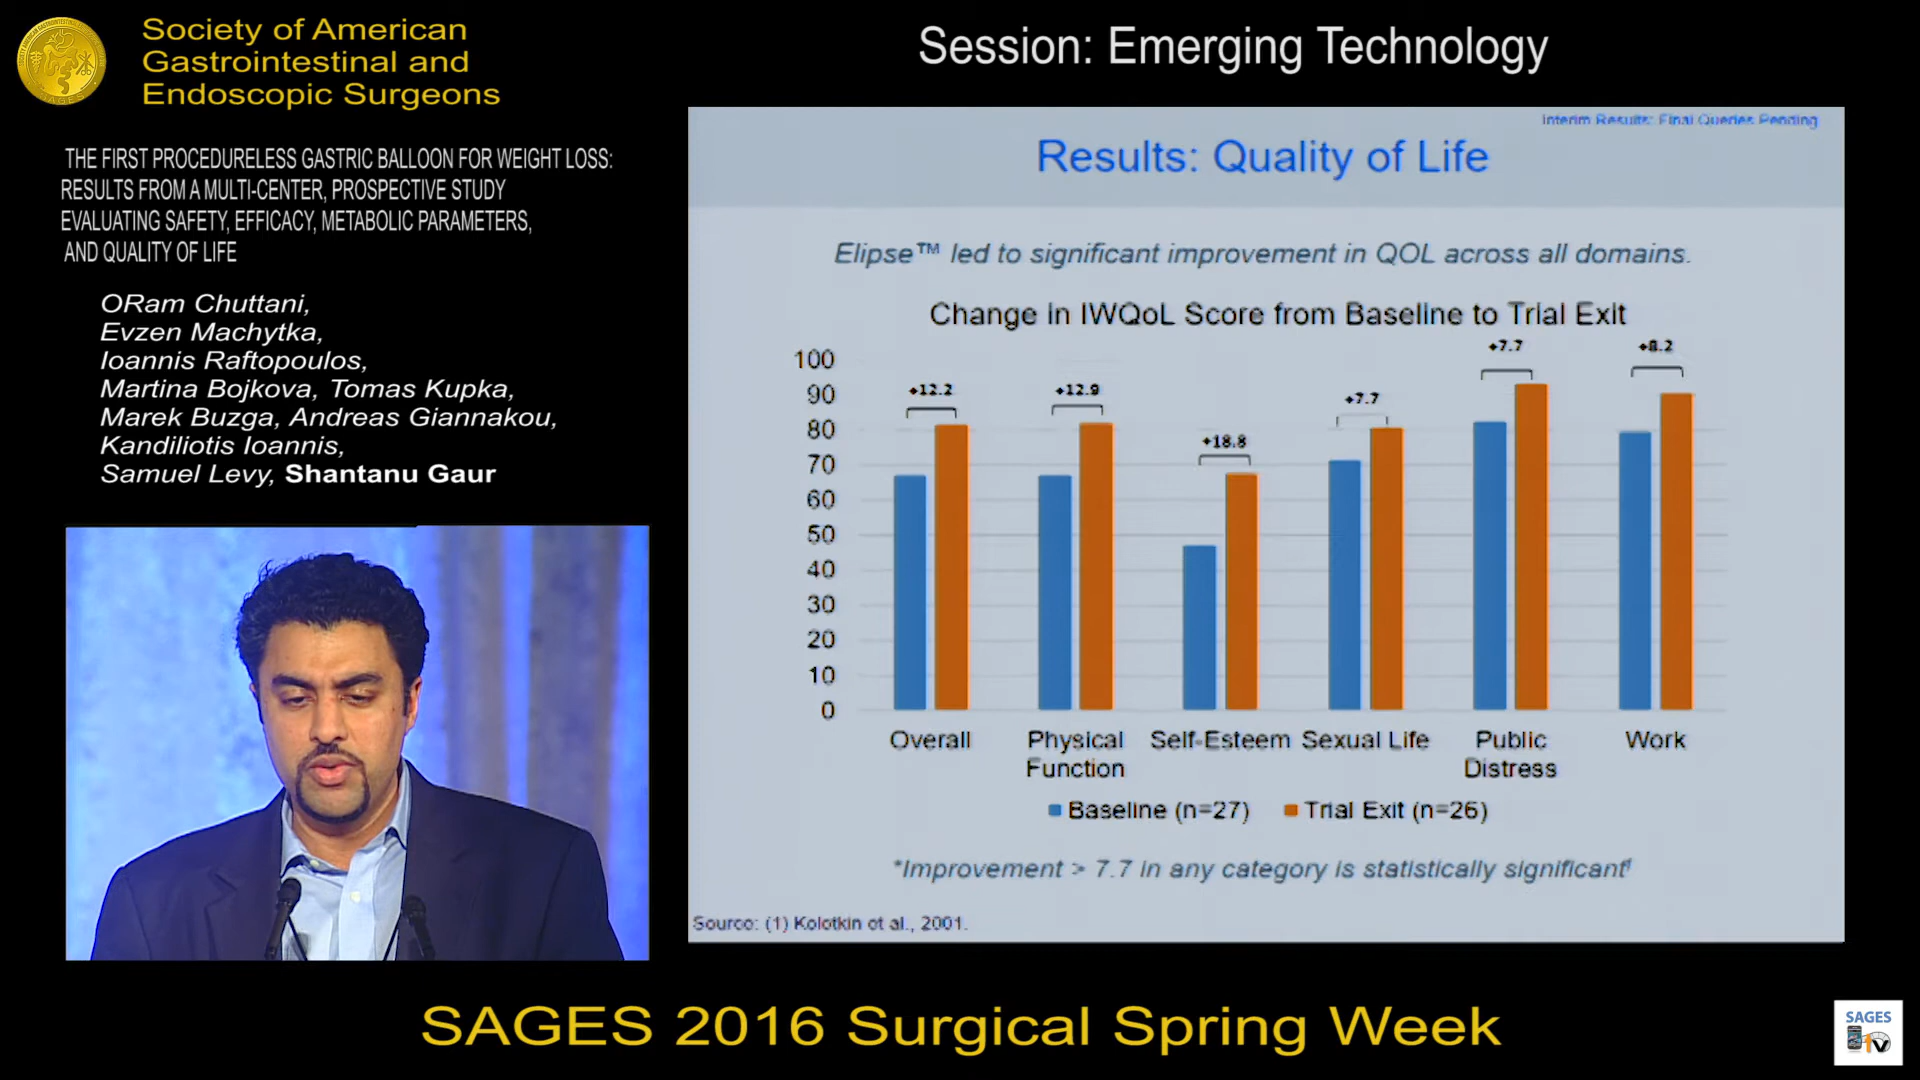 Society of American
Gastrointestinal and
Endoscopic Surgeons
SAGES
Session: Emerging Technology
THE FIRST PROCEDURELESS GASTRIC BALLOON FOR WEIGHT LOSS:
RESULTS FROM A MULTI-CENTER, PROSPECTIVE STUDY
EVALUATING SAFETY, EFFICACY, METABOLIC PARAMETERS,
AND QUALITY OF LIFE
ORam Chuttani,
Evzen Machytka,
Ioannis Raftopoulos,
Martina Bojkova, Tomas Kupka,
Marek Buzga, Andreas Giannakou,
Kandiliotis Ioannis,
Samuel Levy, Shantanu Gaur
Interim Results: Final Queries Pending
Results: Quality of Life
Elipse™ led to significant improvement in QOL across all domains.
Change in IWQoL Score from Baseline to Trial Exit
100
90
80
70
60
50
40
30
20
10
0
+12.2
+12.9
+18.8
+7.7
+7.7
+8.2
Overall
Physical
Function
Self-Esteem
Sexual Life
Public
Distress
Work
Baseline (n=27)
Trial Exit (n=26)
*Improvement > 7.7 in any category is statistically significant¹
Source: (1) Kolotkin et al., 2001.
SAGES 2016 Surgical Spring Week
SAGES
TV